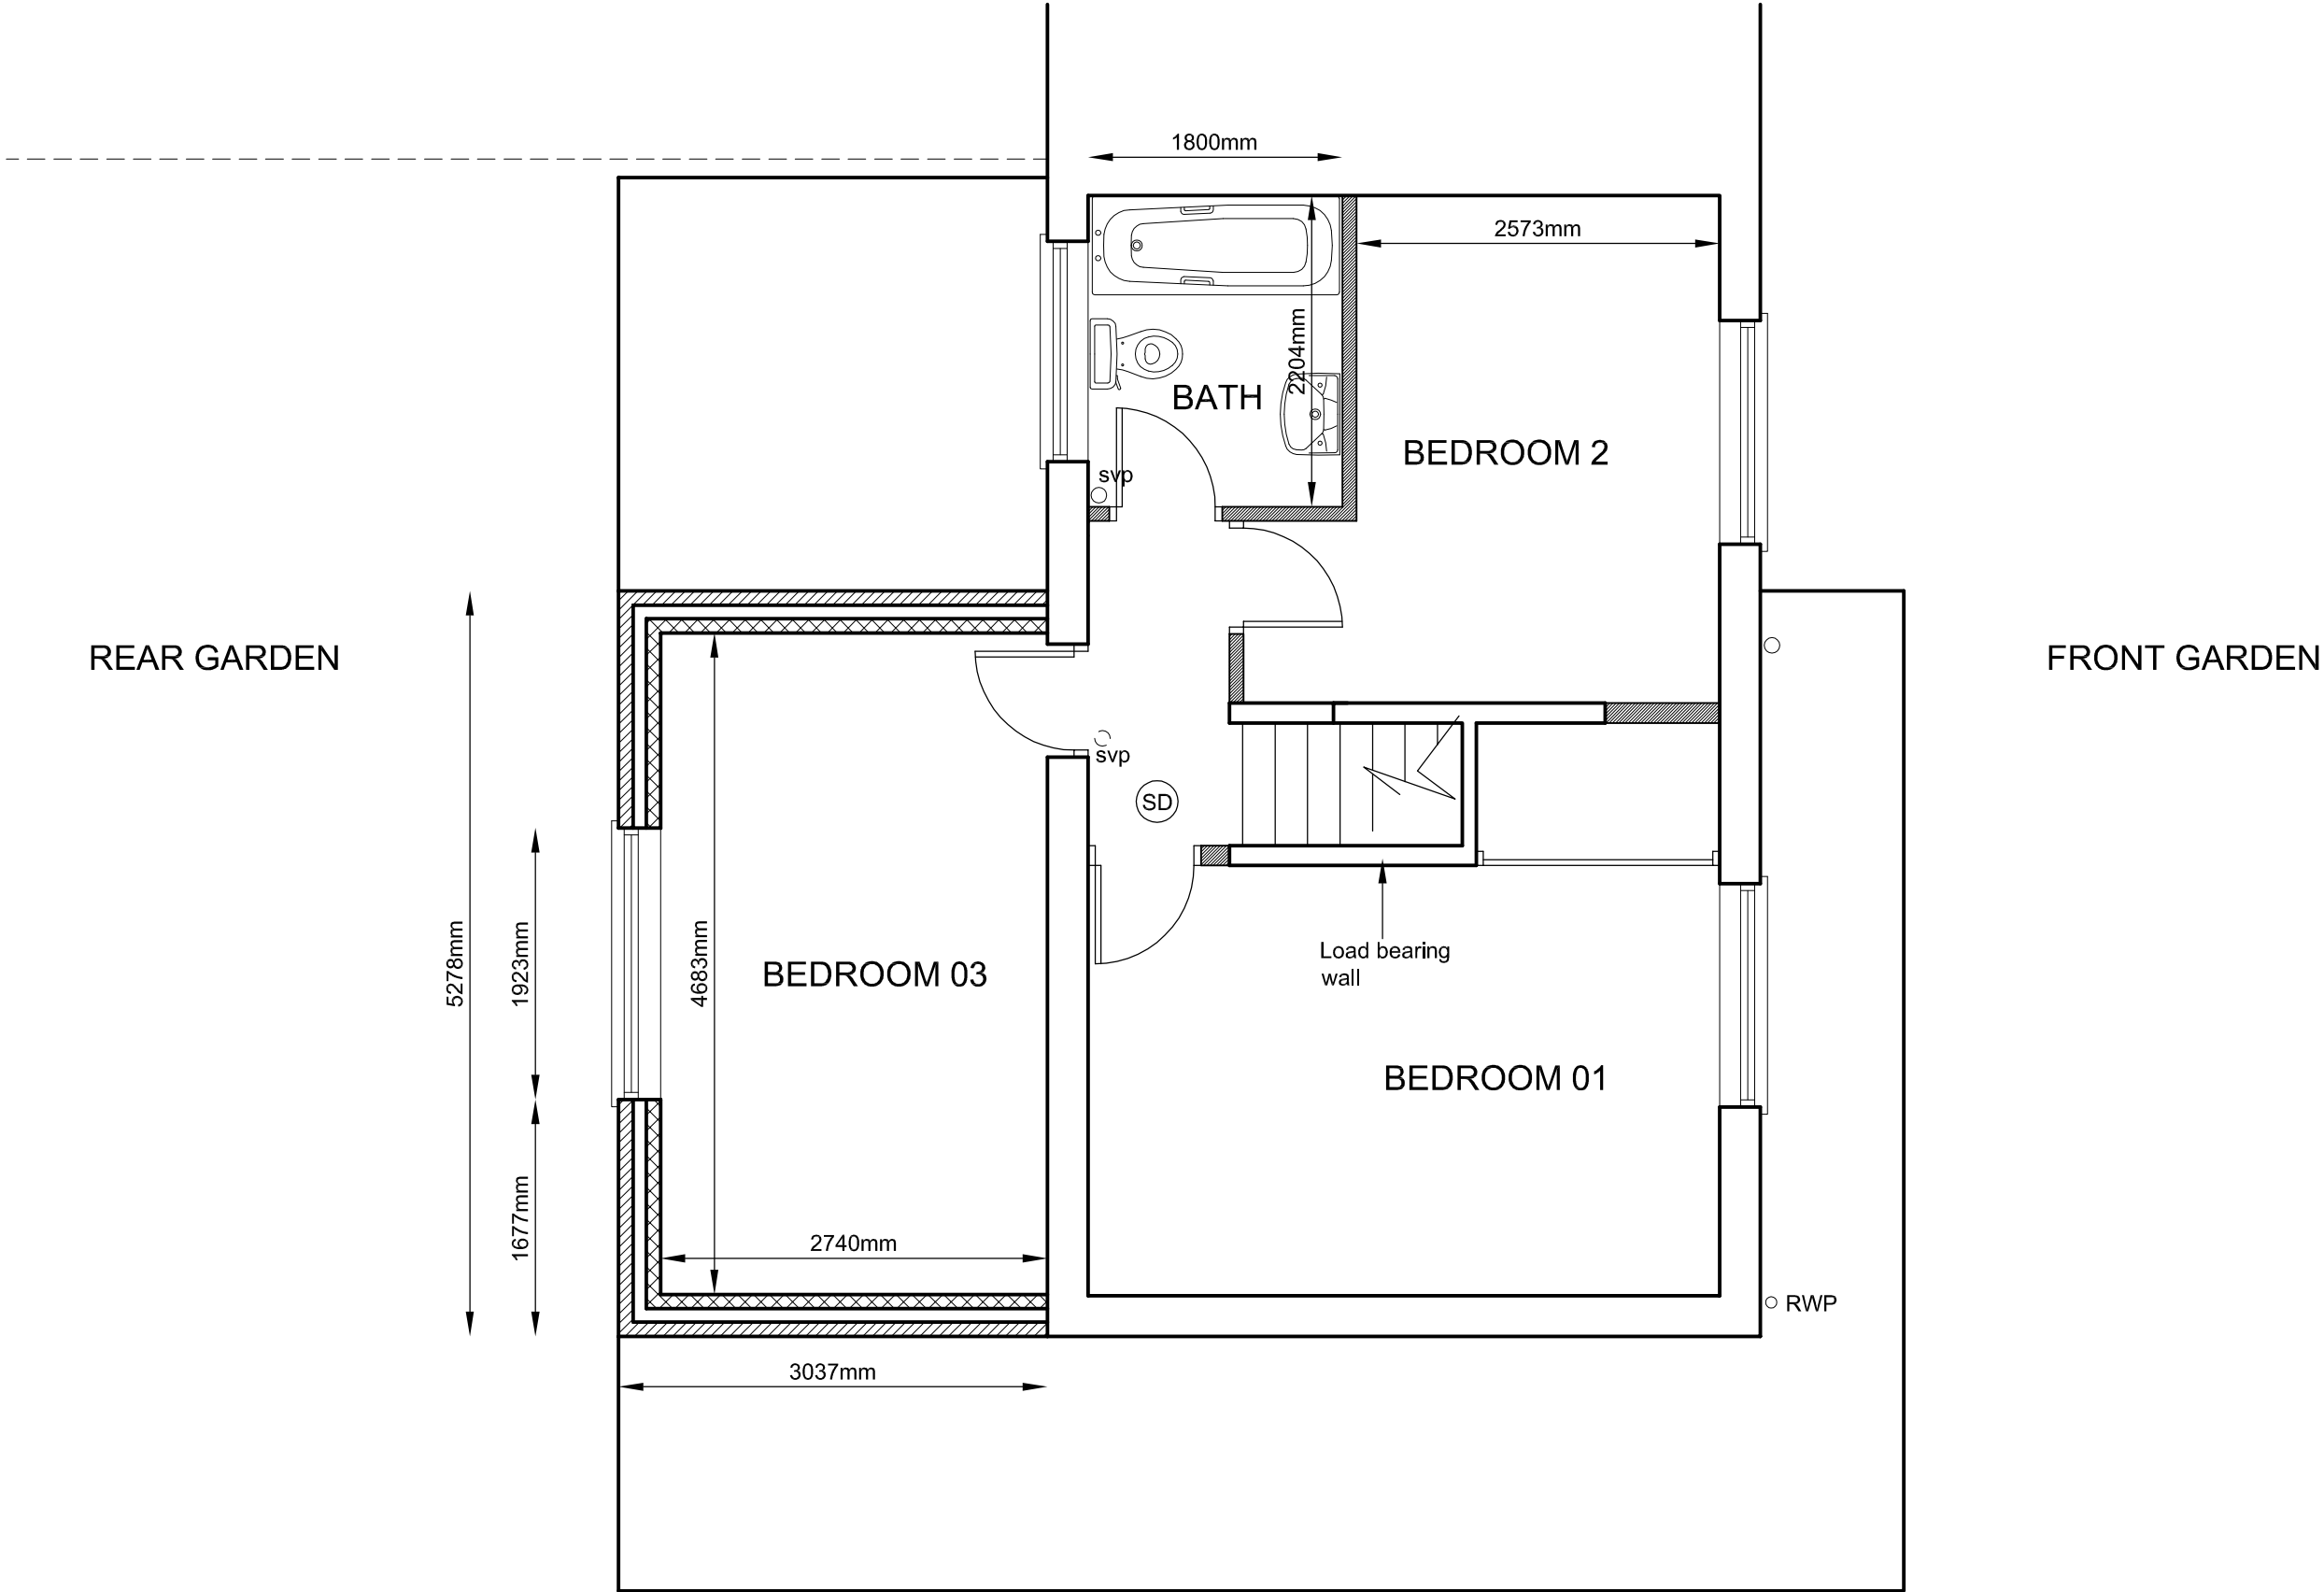 1800mm
2573mm
2204mm
BATH
BEDROOM 2
svp
REAR GARDEN
FRONT GARDEN
svp
SD
Load bearing
wall
5278mm
1923mm
4683mm
BEDROOM 03
BEDROOM 01
1677mm
2740mm
RWP
3037mm